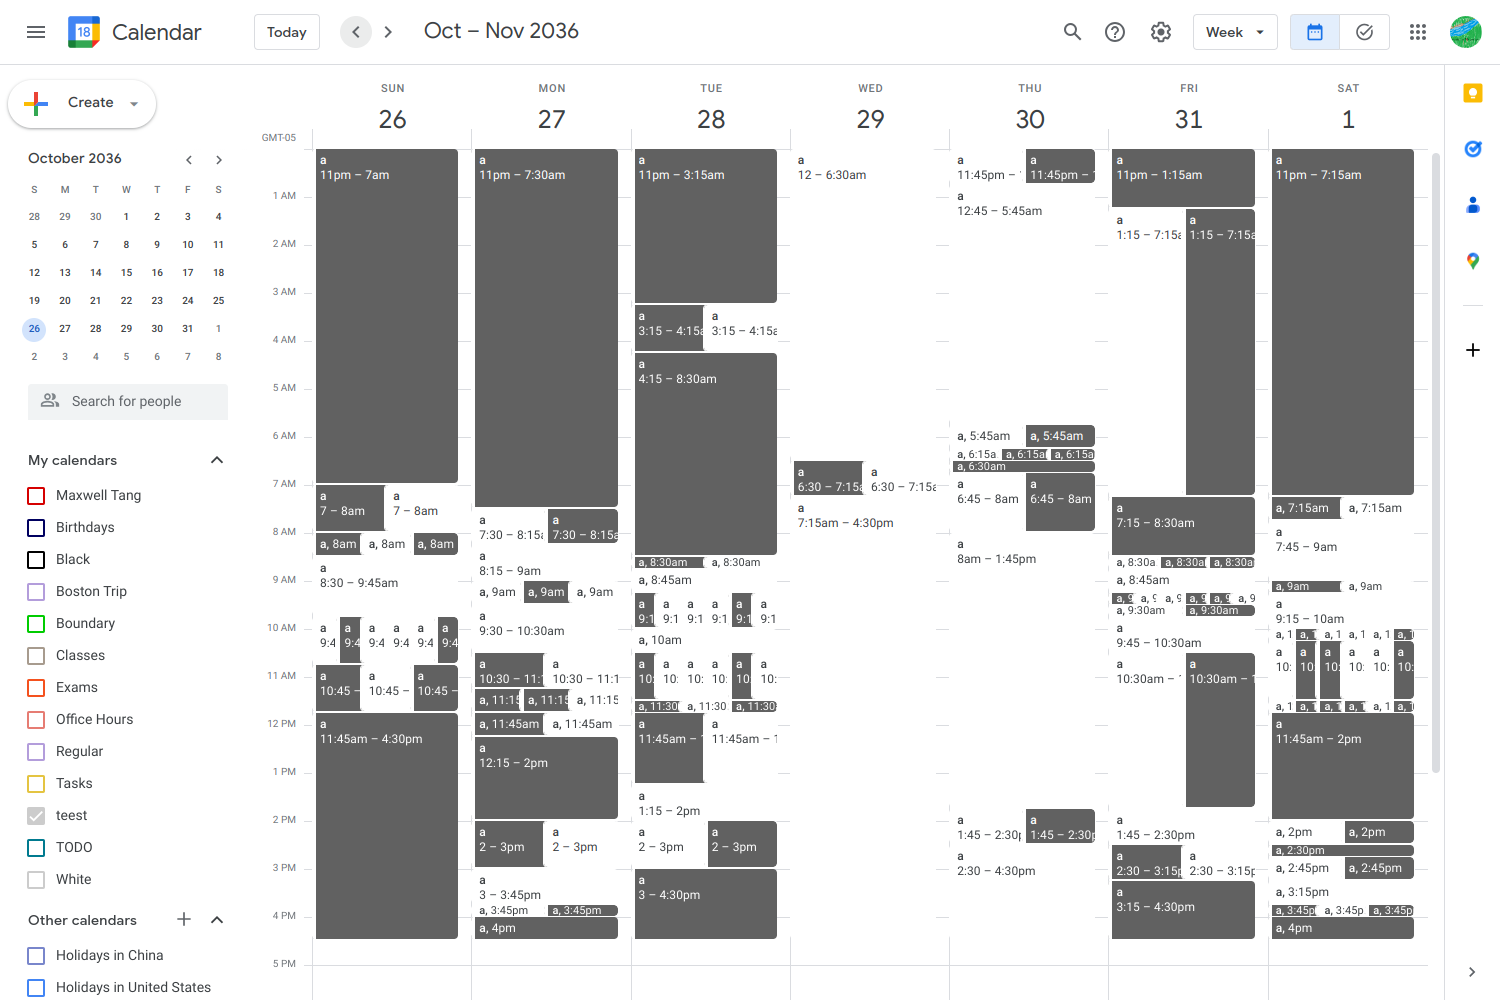 18 Calendar Today Oct – Nov 2036 Week
Create
October 2036
S M T W T F S
28 29 30 1 2 3 4
5 6 7 8 9 10 11
12 13 14 15 16 17 18
19 20 21 22 23 24 25
26 27 28 29 30 31 1
2 3 4 5 6 7 8
Search for people
My calendars
Maxwell Tang
Birthdays
Black
Boston Trip
Boundary
Classes
Exams
Office Hours
Regular
Tasks
teest
TODO
White
Other calendars
Holidays in China
Holidays in United States
GMT-05
1 AM
2 AM
3 AM
4 AM
5 AM
6 AM
7 AM
8 AM
9 AM
10 AM
11 AM
12 PM
1 PM
2 PM
3 PM
4 PM
5 PM
SUN
26
a
11pm – 7am
a
7 – 8am
a
7 – 8am
a, 8am
a, 8am
a, 8am
a
8:30 – 9:45am
a
9:4
a
9:4
a
9:4
a
9:4
a
9:4
a
9:4
a
10:45 –
a
10:45 –
a
10:45 –
a
11:45am – 4:30pm
MON
27
a
11pm – 7:30am
a
7:30 – 8:15a
a
7:30 – 8:15a
a
8:15 – 9am
a, 9am
a, 9am
a, 9am
a
9:30 – 10:30am
a
10:30 – 11:1
a
10:30 – 11:1
a, 11:15
a, 11:15
a, 11:15
a, 11:45am
a, 11:45am
a
12:15 – 2pm
a
2 – 3pm
a
2 – 3pm
a
3 – 3:45pm
a, 3:45pm
a, 3:45pm
a, 4pm
TUE
28
a
11pm – 3:15am
a
3:15 – 4:15a
a
3:15 – 4:15a
a
4:15 – 8:30am
a, 8:30am
a, 8:30am
a, 8:45am
a
9:1
a
9:1
a
9:1
a
9:1
a
9:1
a
9:1
a, 10am
a
10:
a
10:
a
10:
a
10:
a
10:
a
10:
a, 11:30
a, 11:30
a, 11:30
a
11:45am –
a
11:45am – 1
a
1:15 – 2pm
a
2 – 3pm
a
2 – 3pm
a
3 – 4:30pm
WED
29
a
12 – 6:30am
a
6:30 – 7:15a
a
6:30 – 7:15a
a
7:15am – 4:30pm
THU
30
a
11:45pm –
a
11:45pm –
a
12:45 – 5:45am
a, 5:45am
a, 5:45am
a, 6:15a
a, 6:15a
a, 6:15a
a, 6:30am
a
6:45 – 8am
a
6:45 – 8am
a
8am – 1:45pm
a
1:45 – 2:30p
a
1:45 – 2:30p
a
2:30 – 4:30pm
FRI
31
a
11pm – 1:15am
a
1:15 – 7:15a
a
1:15 – 7:15a
a
7:15 – 8:30am
a, 8:30a
a, 8:30a
a, 8:30a
a, 8:45am
a, 9
a, 9
a, 9
a, 9
a, 9
a, 9
a, 9:30am
a, 9:30am
a
9:45 – 10:30am
a
10:30am –
a
10:30am – 1
a
1:45 – 2:30pm
a
2:30 – 3:15p
a
2:30 – 3:15p
a
3:15 – 4:30pm
SAT
1
a
11pm – 7:15am
a, 7:15am
a, 7:15am
a
7:45 – 9am
a, 9am
a, 9am
a
9:15 – 10am
a, 1
a, 1
a, 1
a, 1
a, 1
a, 1
a
10:
a
10:
a
10:
a
10:
a
10:
a
10:
a, 1
a, 1
a, 1
a, 1
a, 1
a, 1
a
11:45am – 2pm
a, 2pm
a, 2pm
a, 2:30pm
a, 2:45pm
a, 2:45pm
a, 3:15pm
a, 3:45p
a, 3:45p
a, 3:45p
a, 4pm